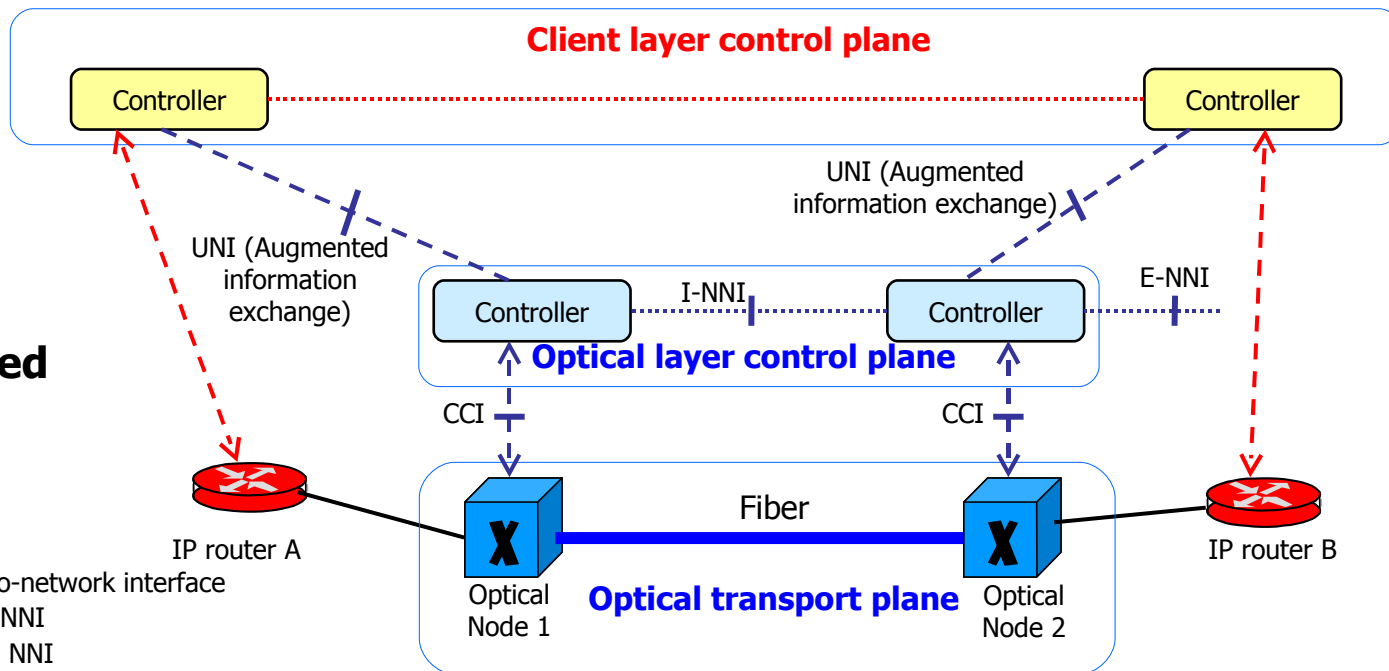 Client layer control plane
Controller
Controller
UNI (Augmented
information exchange)
UNI (Augmented
information
exchange)
Controller
I-NNI
Controller
E-NNI
Optical layer control plane
ed
CCI
CCI
Fiber
IP router A
IP router B
o-network interface
NNI
NNI
Optical
Node 1
Optical transport plane
Optical
Node 2